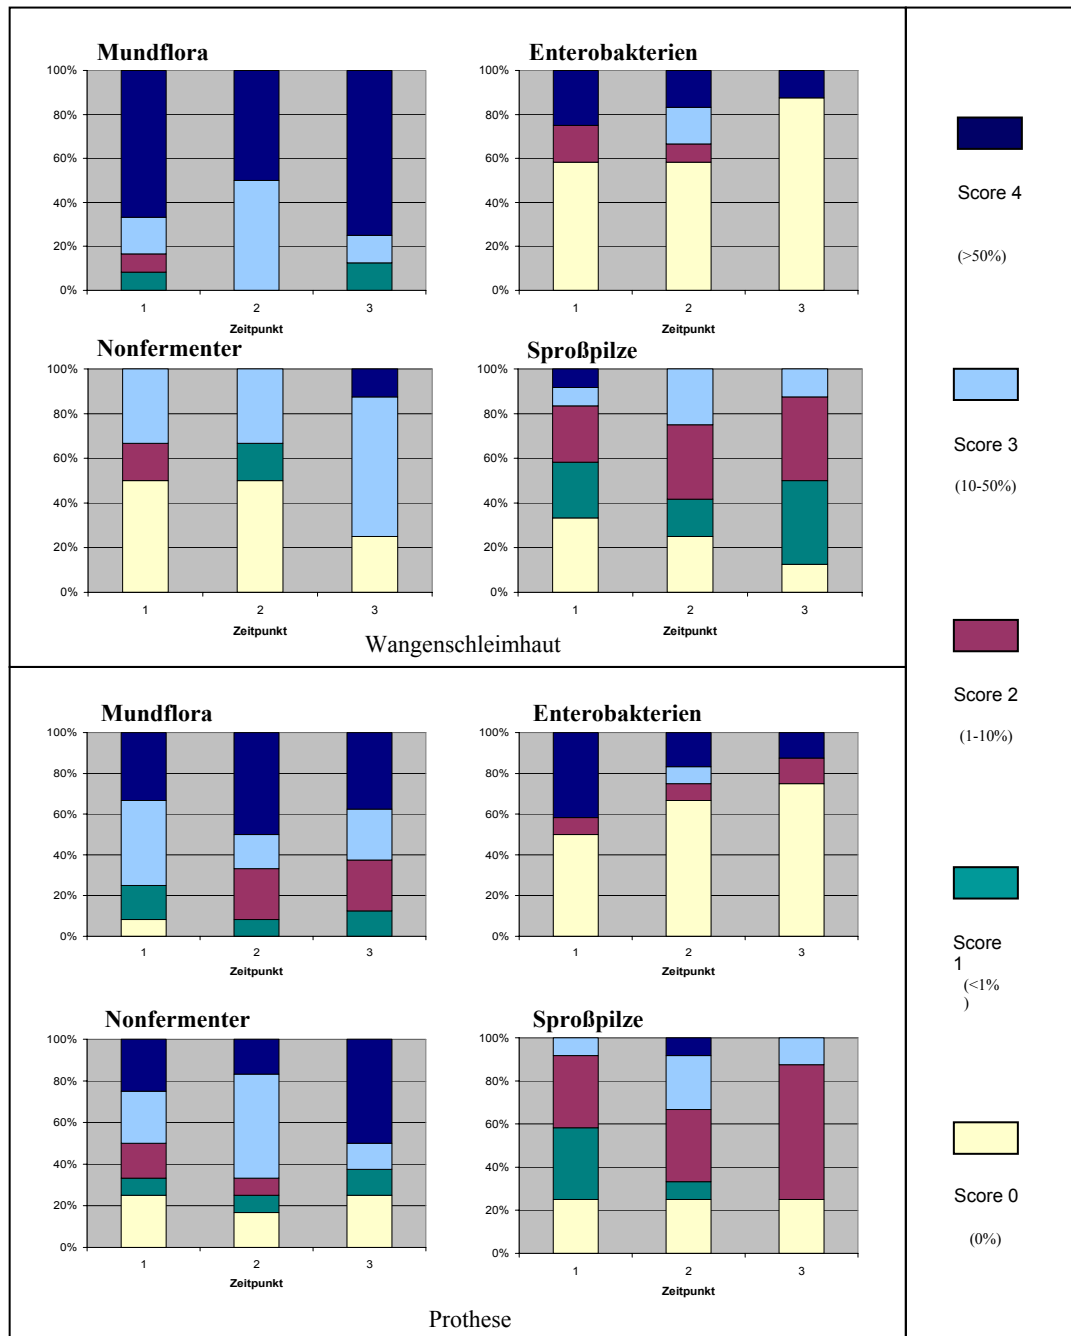 Mundflora
100%
80%
60%
40%
20%
0%
1 2 3
Zeitpunkt
Enterobakterien
100%
80%
60%
40%
20%
0%
1 2 3
Zeitpunkt
Nonfermenter
100%
80%
60%
40%
20%
0%
1 2 3
Zeitpunkt
Sproßpilze
100%
80%
60%
40%
20%
0%
1 2 3
Zeitpunkt
Wangenschleimhaut
Mundflora
100%
80%
60%
40%
20%
0%
1 2 3
Zeitpunkt
Enterobakterien
100%
80%
60%
40%
20%
0%
1 2 3
Zeitpunkt
Nonfermenter
100%
80%
60%
40%
20%
0%
1 2 3
Zeitpunkt
Sproßpilze
100%
80%
60%
40%
20%
0%
1 2 3
Zeitpunkt
Prothese
Score 4
(>50%)
Score 3
(10-50%)
Score 2
(1-10%)
Score
1
(<1%
)
Score 0
(0%)